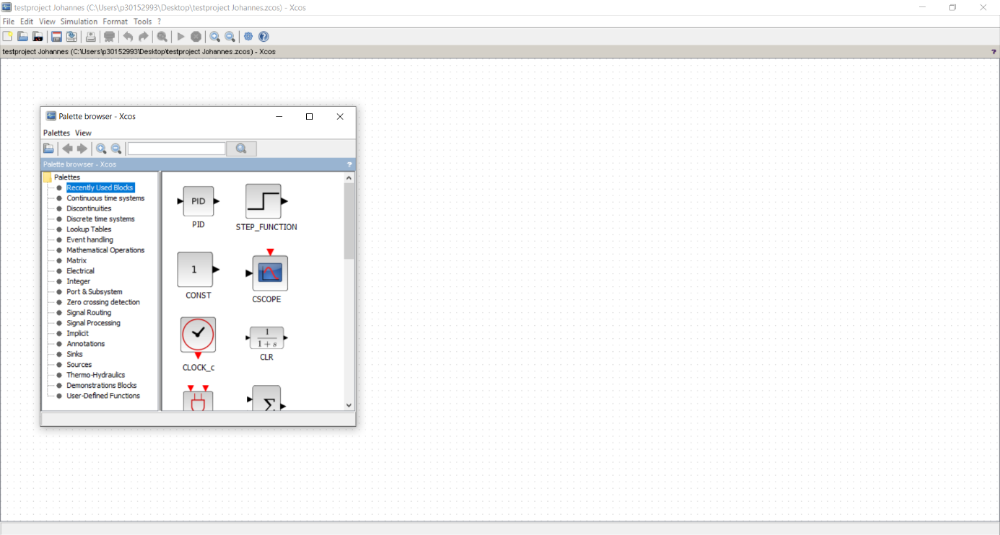 testproject Johannes (C:\Users\p30152993\Desktop\testproject Johannes.zcos) - Xcos
File Edit View Simulation Format Tools ?
testproject Johannes (C:\Users\p30152993\Desktop\testproject Johannes.zcos) - Xcos ?
Palette browser - Xcos
Palettes View
Palette browser - Xcos ?
Palettes
Recently Used Blocks
Continuous time systems
Discontinuities
Discrete time systems
Lookup Tables
Event handling
Mathematical Operations
Matrix
Electrical
Integer
Port & Subsystem
Zero crossing detection
Signal Routing
Signal Processing
Implicit
Annotations
Sinks
Sources
Thermo-Hydraulics
Demonstrations Blocks
User-Defined Functions
PID
PID
STEP_FUNCTION
1
CONST
CSCOPE
CLOCK_c
1
1+s
CLR
Σ